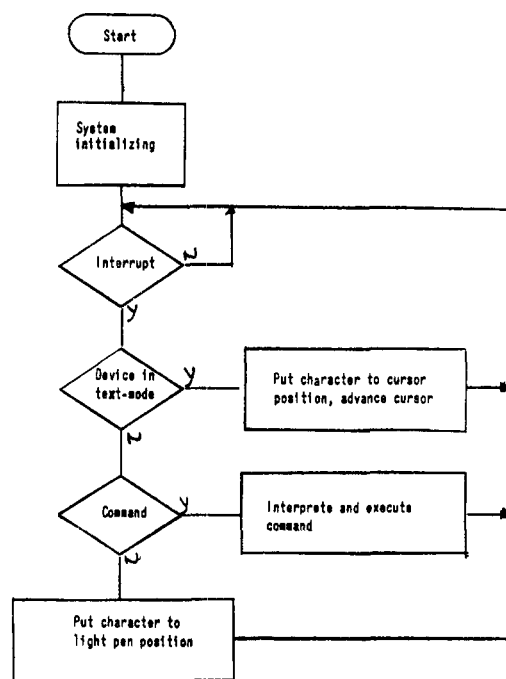 Start
System
initializing
Interrupt
N
Y
Device in
text-mode
Y
Put character to cursor
position, advance cursor
N
Command
Y
Interprete and execute
command
N
Put character to
light pen position